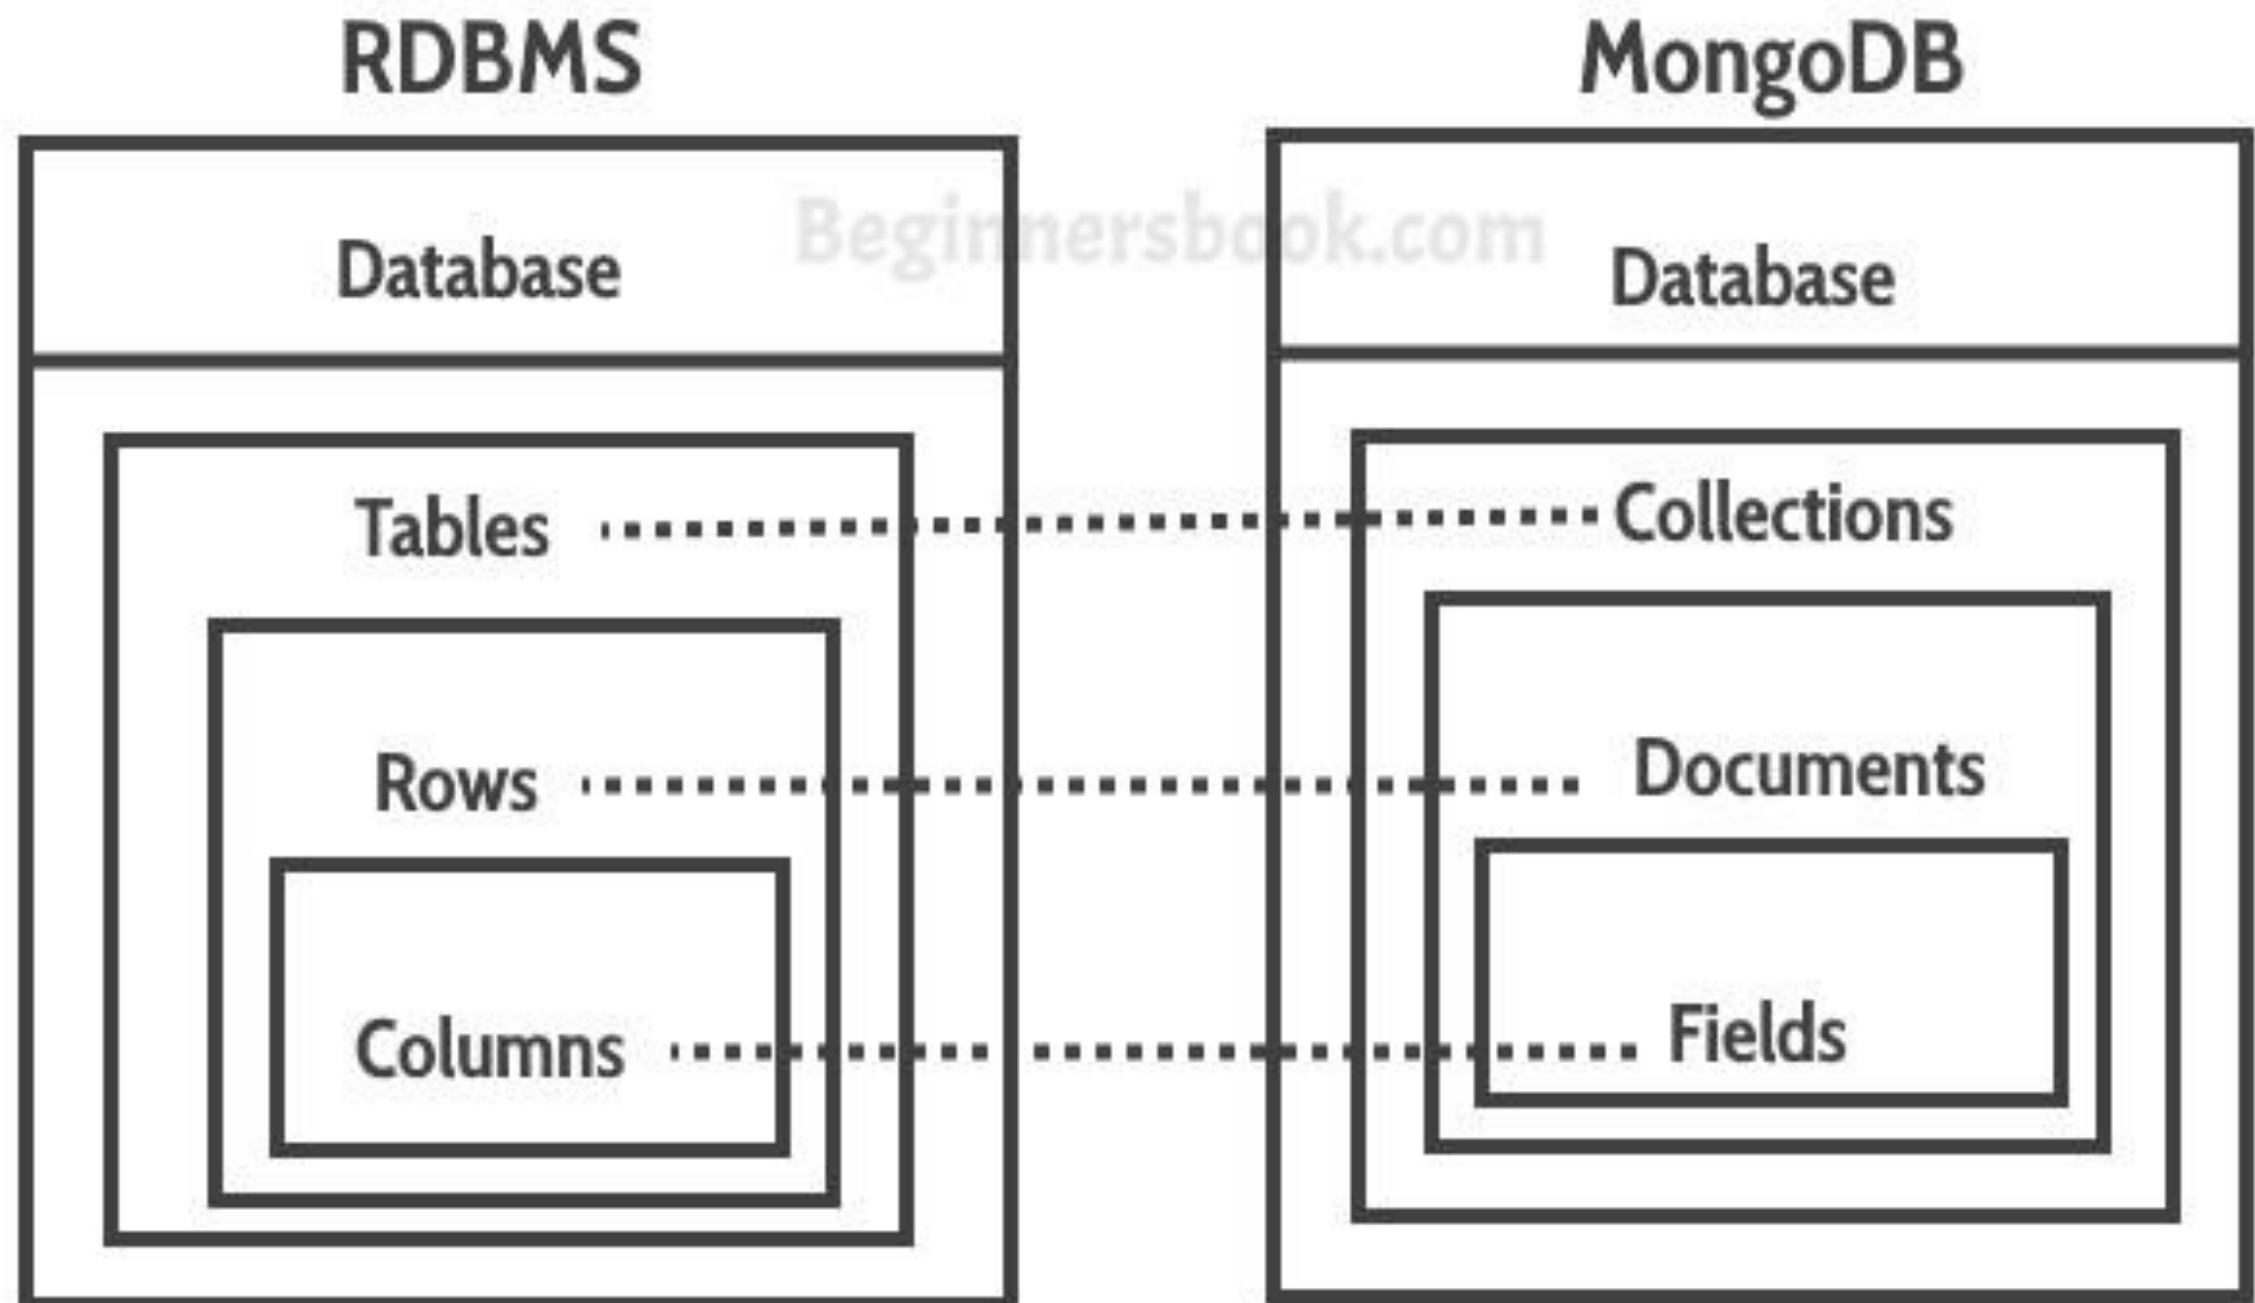 RDBMS
MongoDB
Beginnersbook.com
Database
Database
Tables
Collections
Rows
Documents
Columns
Fields